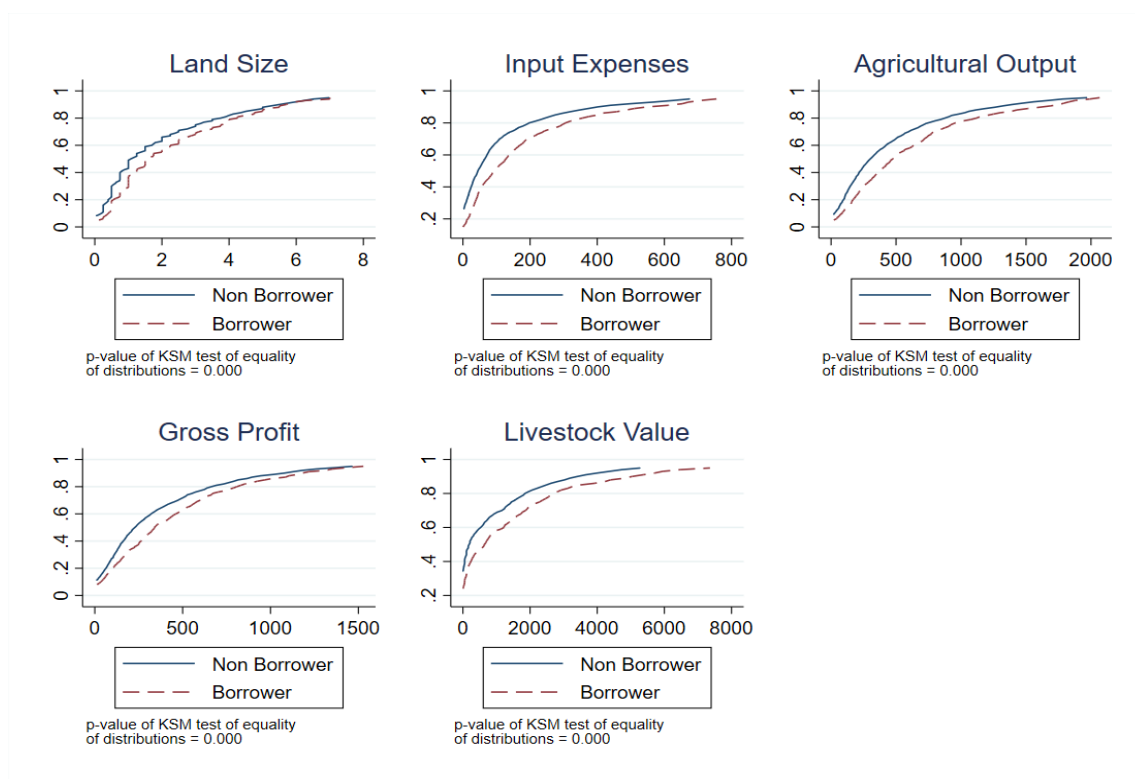 Land Size
0 .2 .4 .6 .8 1
0 2 4 6 8
Non Borrower
Borrower
p-value of KSM test of equality
of distributions = 0.000
Input Expenses
.2 .4 .6 .8 1
0 200 400 600 800
Non Borrower
Borrower
p-value of KSM test of equality
of distributions = 0.000
Agricultural Output
0 .2 .4 .6 .8 1
0 500 1000 1500 2000
Non Borrower
Borrower
p-value of KSM test of equality
of distributions = 0.000
Gross Profit
0 .2 .4 .6 .8 1
0 500 1000 1500
Non Borrower
Borrower
p-value of KSM test of equality
of distributions = 0.000
Livestock Value
.2 .4 .6 .8 1
0 2000 4000 6000 8000
Non Borrower
Borrower
p-value of KSM test of equality
of distributions = 0.000